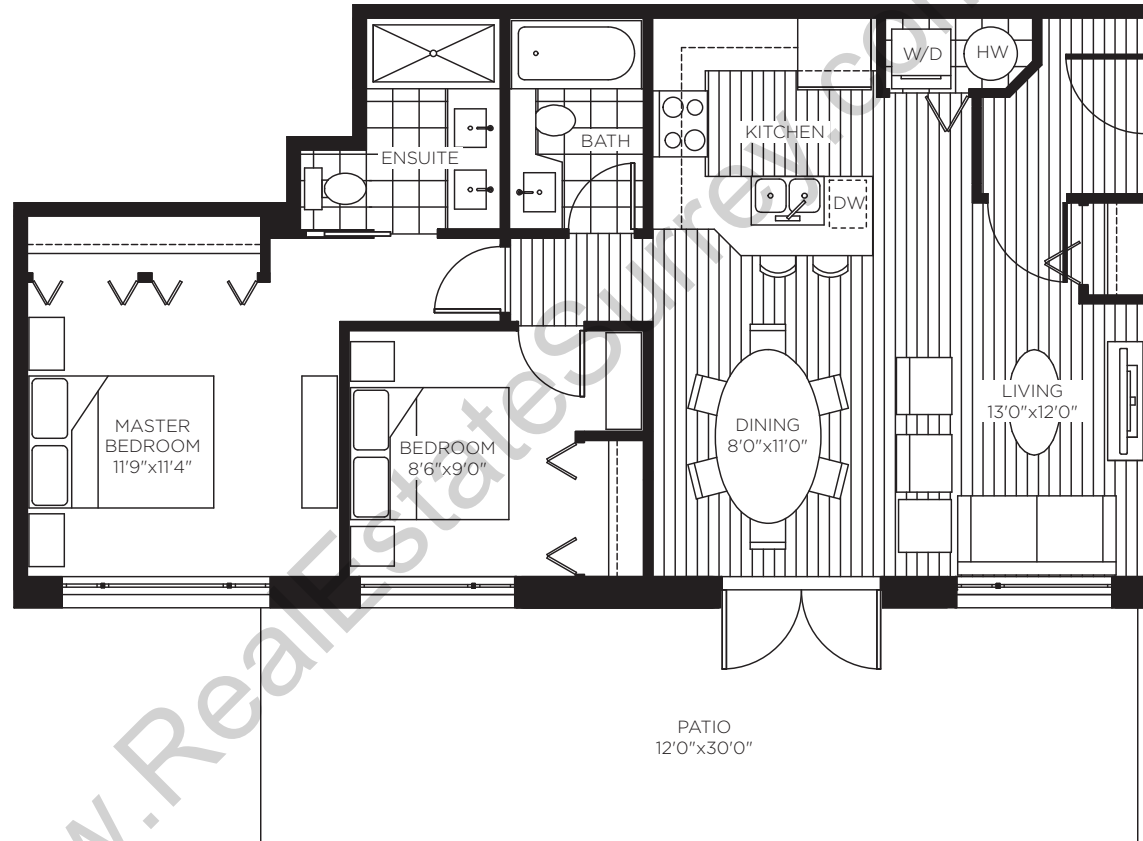 W/D
HW
KITCHEN
BATH
ENSUITE
DW
MASTER
BEDROOM
11'9"x11'4"
BEDROOM
8'6"x9'0"
DINING
8'0"x11'0"
LIVING
13'0"x12'0"
PATIO
12'0"x30'0"
w.RealEstateSurrey.com